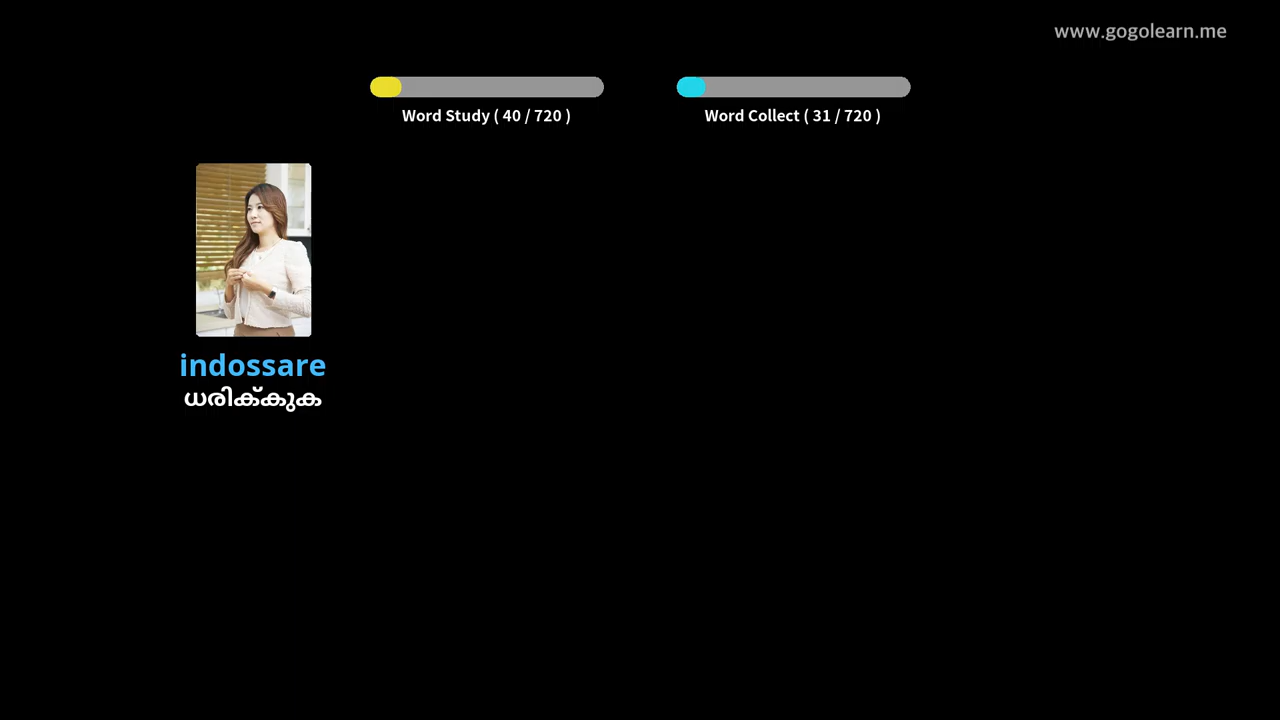 www.gogolearn.me
Word Study ( 40 / 720 )
Word Collect ( 31 / 720 )
indossare
ധരിക്കുക